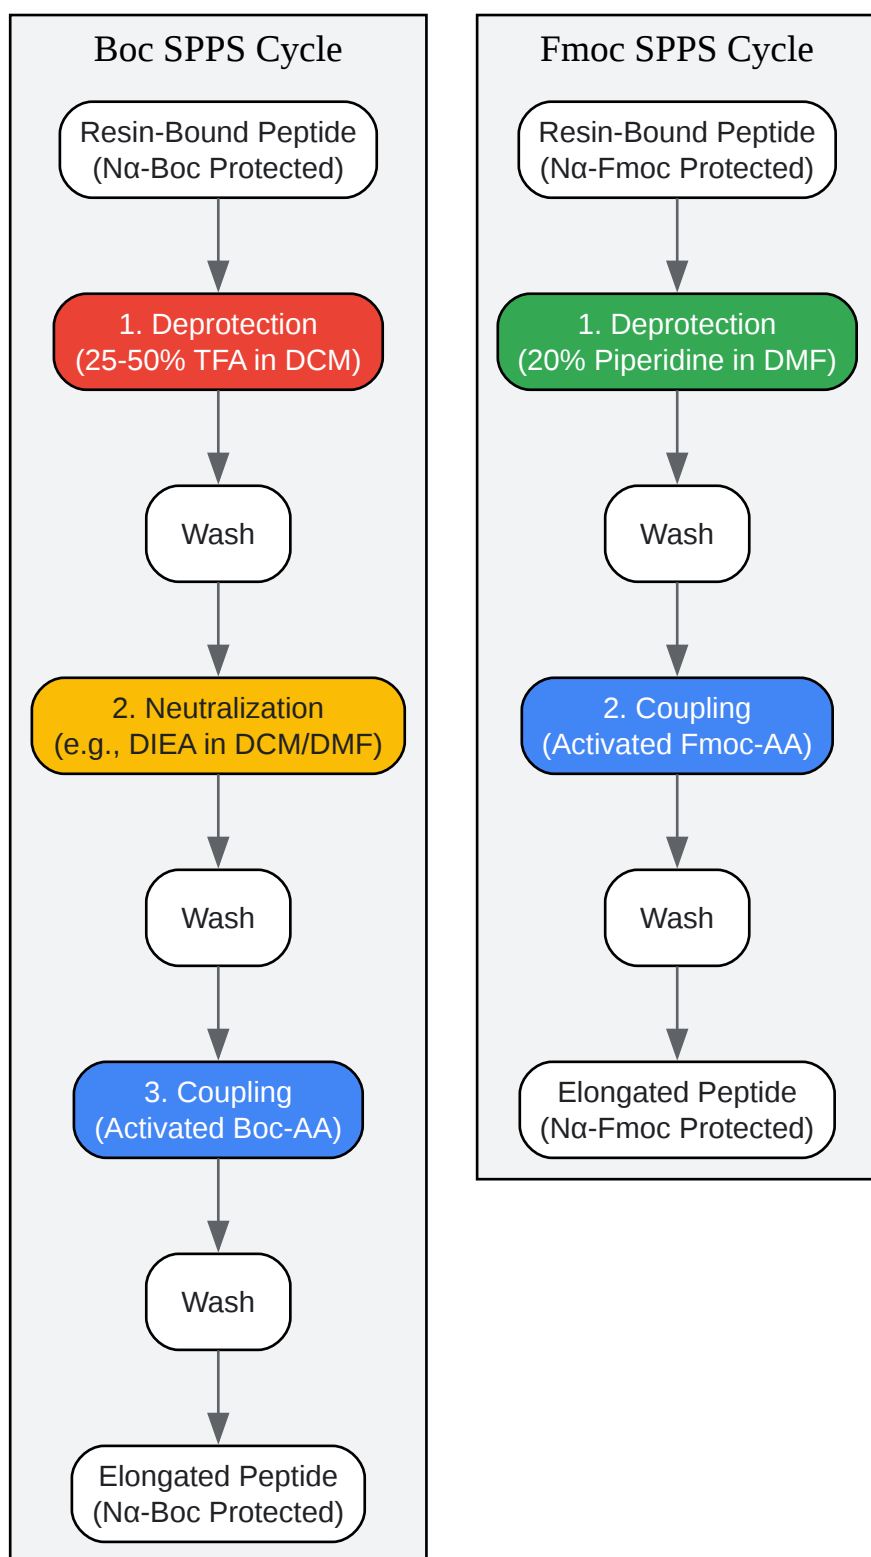 Boc SPPS Cycle
Resin-Bound Peptide
(Nα-Boc Protected)
1. Deprotection
(25-50% TFA in DCM)
Wash
2. Neutralization
(e.g., DIEA in DCM/DMF)
Wash
3. Coupling
(Activated Boc-AA)
Wash
Elongated Peptide
(Nα-Boc Protected)
Fmoc SPPS Cycle
Resin-Bound Peptide
(Nα-Fmoc Protected)
1. Deprotection
(20% Piperidine in DMF)
Wash
2. Coupling
(Activated Fmoc-AA)
Wash
Elongated Peptide
(Nα-Fmoc Protected)